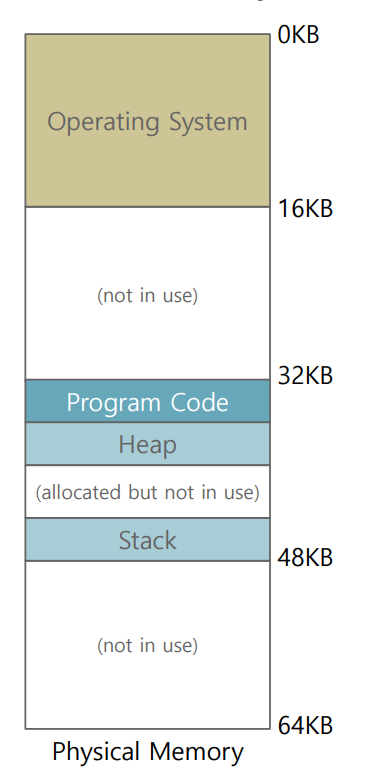 0KB
Operating System
16KB
(not in use)
32KB
Program Code
Heap
(allocated but not in use)
Stack
48KB
(not in use)
64KB
Physical Memory